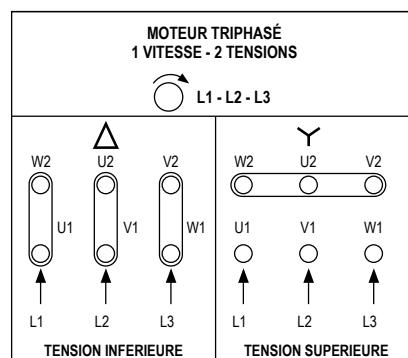 MOTEUR TRIPHASÉ
1 VITESSE - 2 TENSIONS
L1 - L2 - L3
W2 U2 V2
U1 V1 W1
L1 L2 L3
TENSION INFERIEURE
W2 U2 V2
U1 V1 W1
L1 L2 L3
TENSION SUPERIEURE